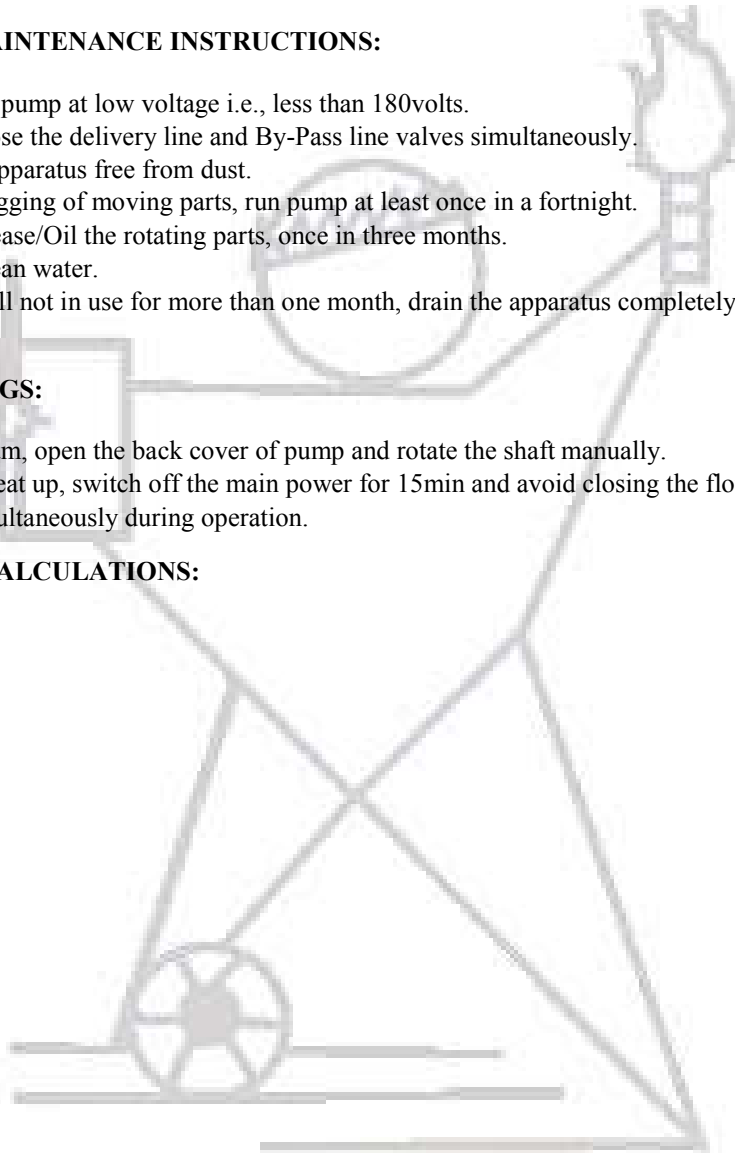 AINTENANCE INSTRUCTIONS:
pump at low voltage i.e., less than 180volts.
ose the delivery line and By-Pass line valves simultaneously.
pparatus free from dust.
gging of moving parts, run pump at least once in a fortnight.
ease/Oil the rotating parts, once in three months.
ean water.
ll not in use for more than one month, drain the apparatus completely
GS:
am, open the back cover of pump and rotate the shaft manually.
eat up, switch off the main power for 15min and avoid closing the flo
ultaneously during operation.
ALCULATIONS: